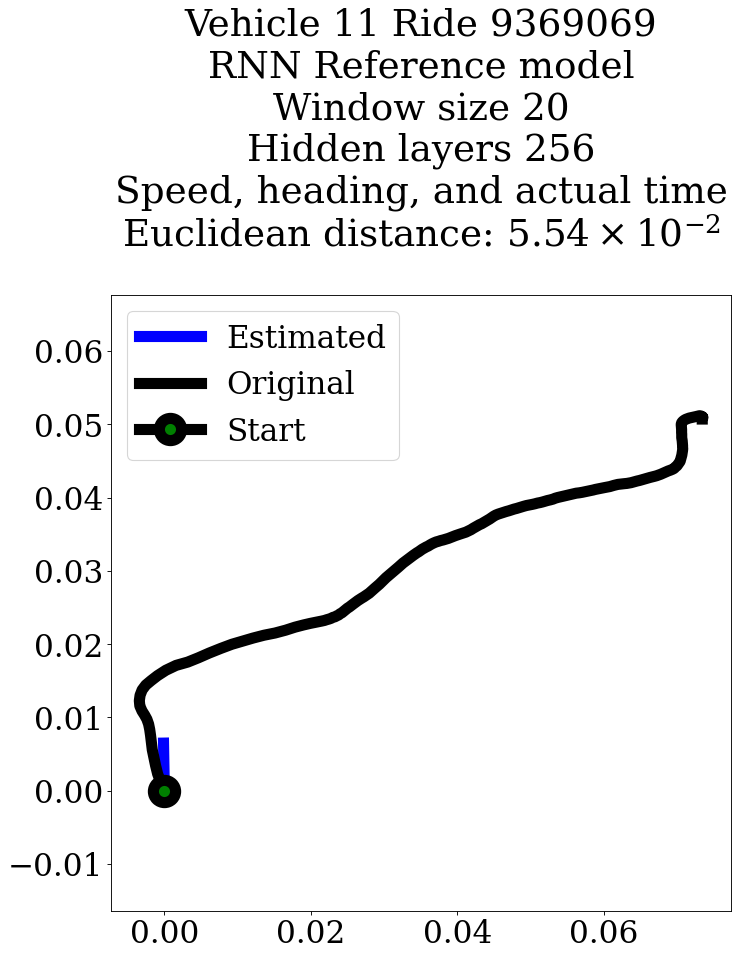 Vehicle 11 Ride 9369069
RNN Reference model
Window size 20
Hidden layers 256
Speed, heading, and actual time
Euclidean distance: 5.54 × 10⁻²
Estimated
Original
Start
0.06
0.05
0.04
0.03
0.02
0.01
0.00
−0.01
0.00 0.02 0.04 0.06